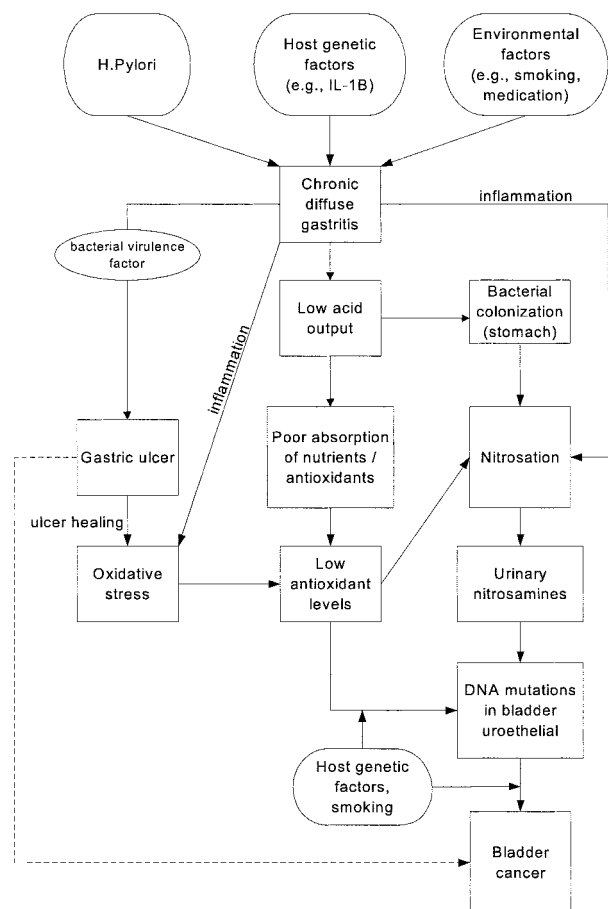 H.Pylori
Host genetic
factors
(e.g., IL-1B)
Environmental
factors
(e.g., smoking,
medication)
Chronic
diffuse
gastritis
inflammation
bacterial virulence
factor
inflammation
Low acid
output
Bacterial
colonization
(stomach)
Gastric ulcer
Poor absorption
of nutrients /
antioxidants
Nitrosation
ulcer healing
Oxidative
stress
Low
antioxidant
levels
Urinary
nitrosamines
DNA mutations
in bladder
uroethelial
Host genetic
factors,
smoking
Bladder
cancer